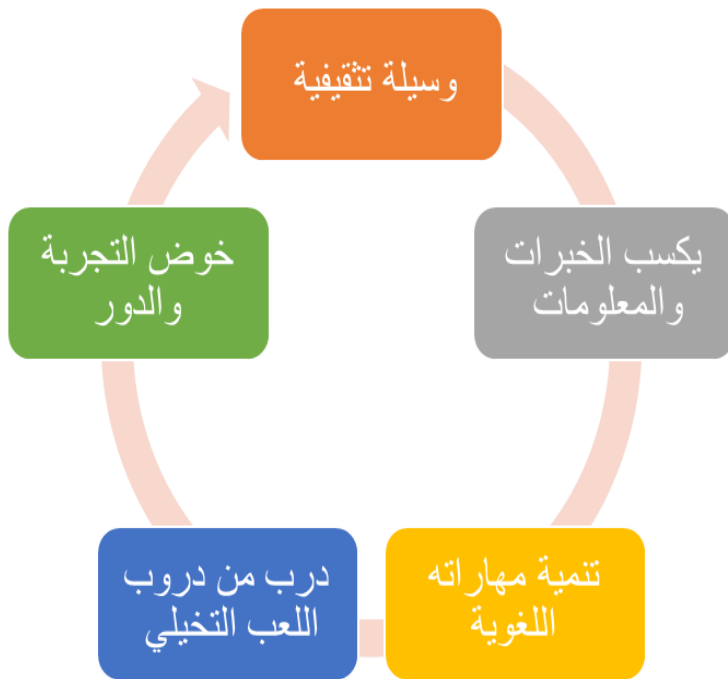 وسيلة تثقيفية
يكسب الخبرات
والمعلومات
تنمية مهاراته
اللغوية
درب من دروب
اللعب التخيلي
خوض التجربة
والدور